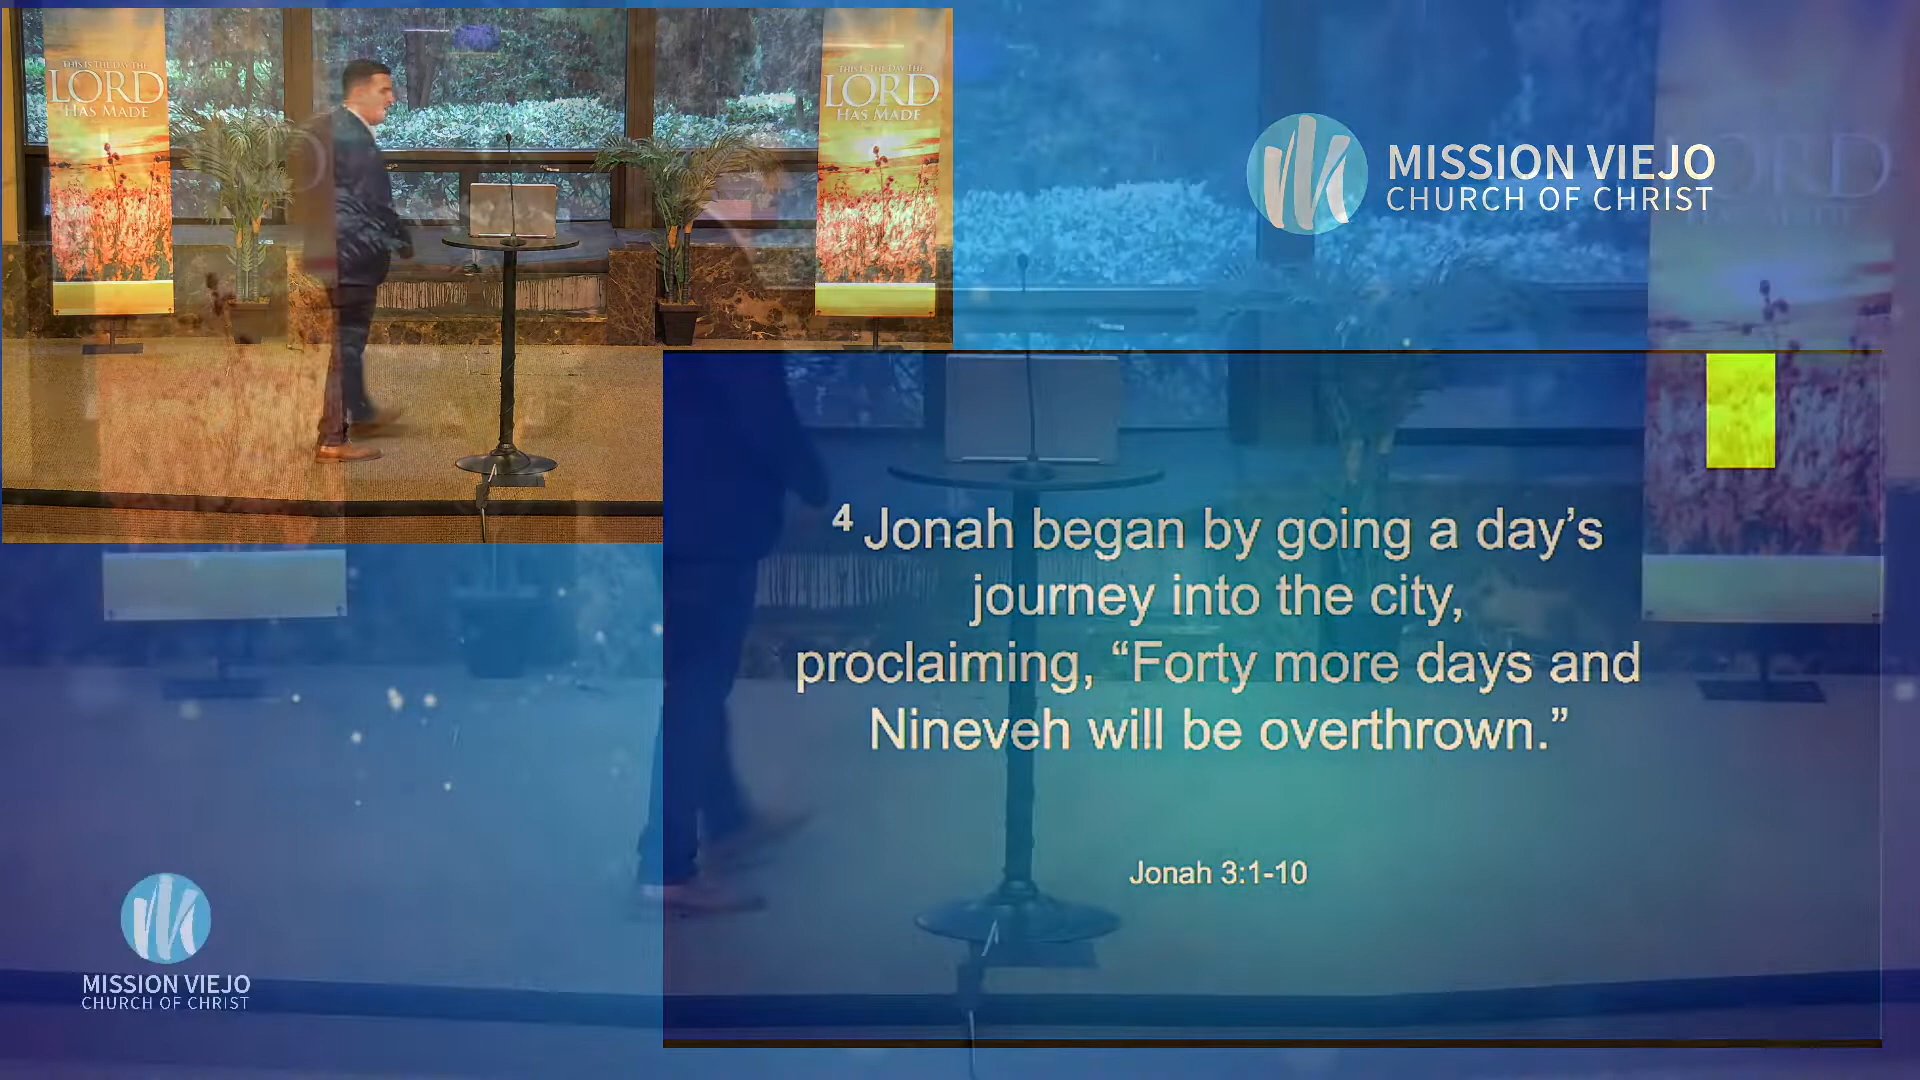 THIS IS THE DAY THE
LORD
HAS MADE
THIS IS THE DAY THE
LORD
HAS MADE
MISSION VIEJO
CHURCH OF CHRIST
ORD
4 Jonah began by going a day’s
journey into the city,
proclaiming, “Forty more days and
Nineveh will be overthrown.”
Jonah 3:1-10
MISSION VIEJO
CHURCH OF CHRIST